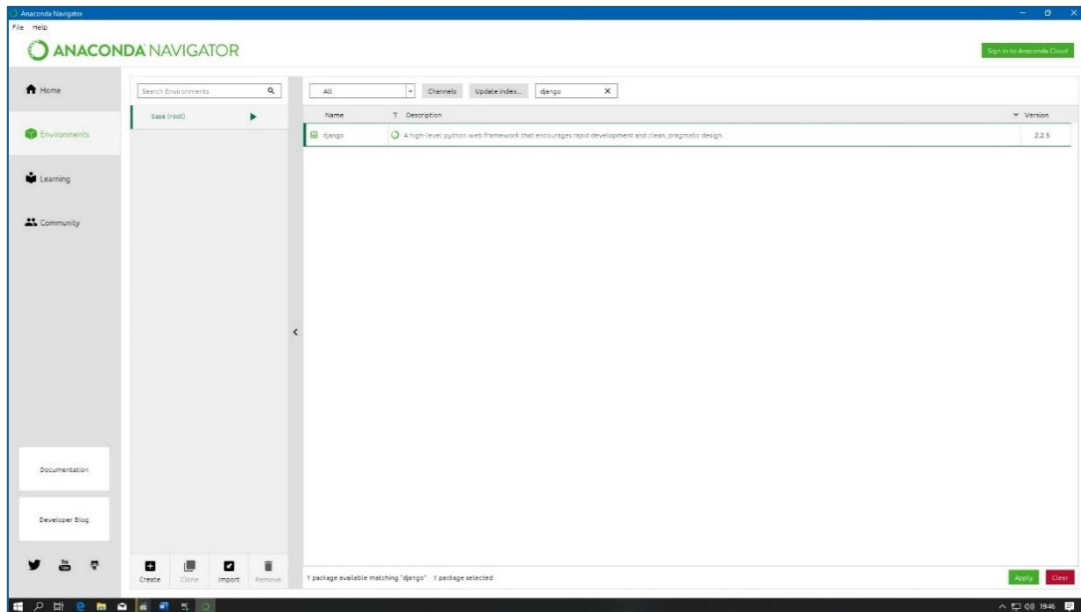 Anaconda Navigator
File Help
ANACONDA NAVIGATOR
Sign in to Anaconda Cloud
Home
Environments
Learning
Community
Documentation
Developer Blog
Search Environments
base (root)
Create Clone Import Remove
All Channels Update index... django X
Name T Description Version
django A high-level python web framework that encourages rapid development and clean, pragmatic design. 2.2.5
1 package available matching "django" 1 package selected
Apply Clear
1946